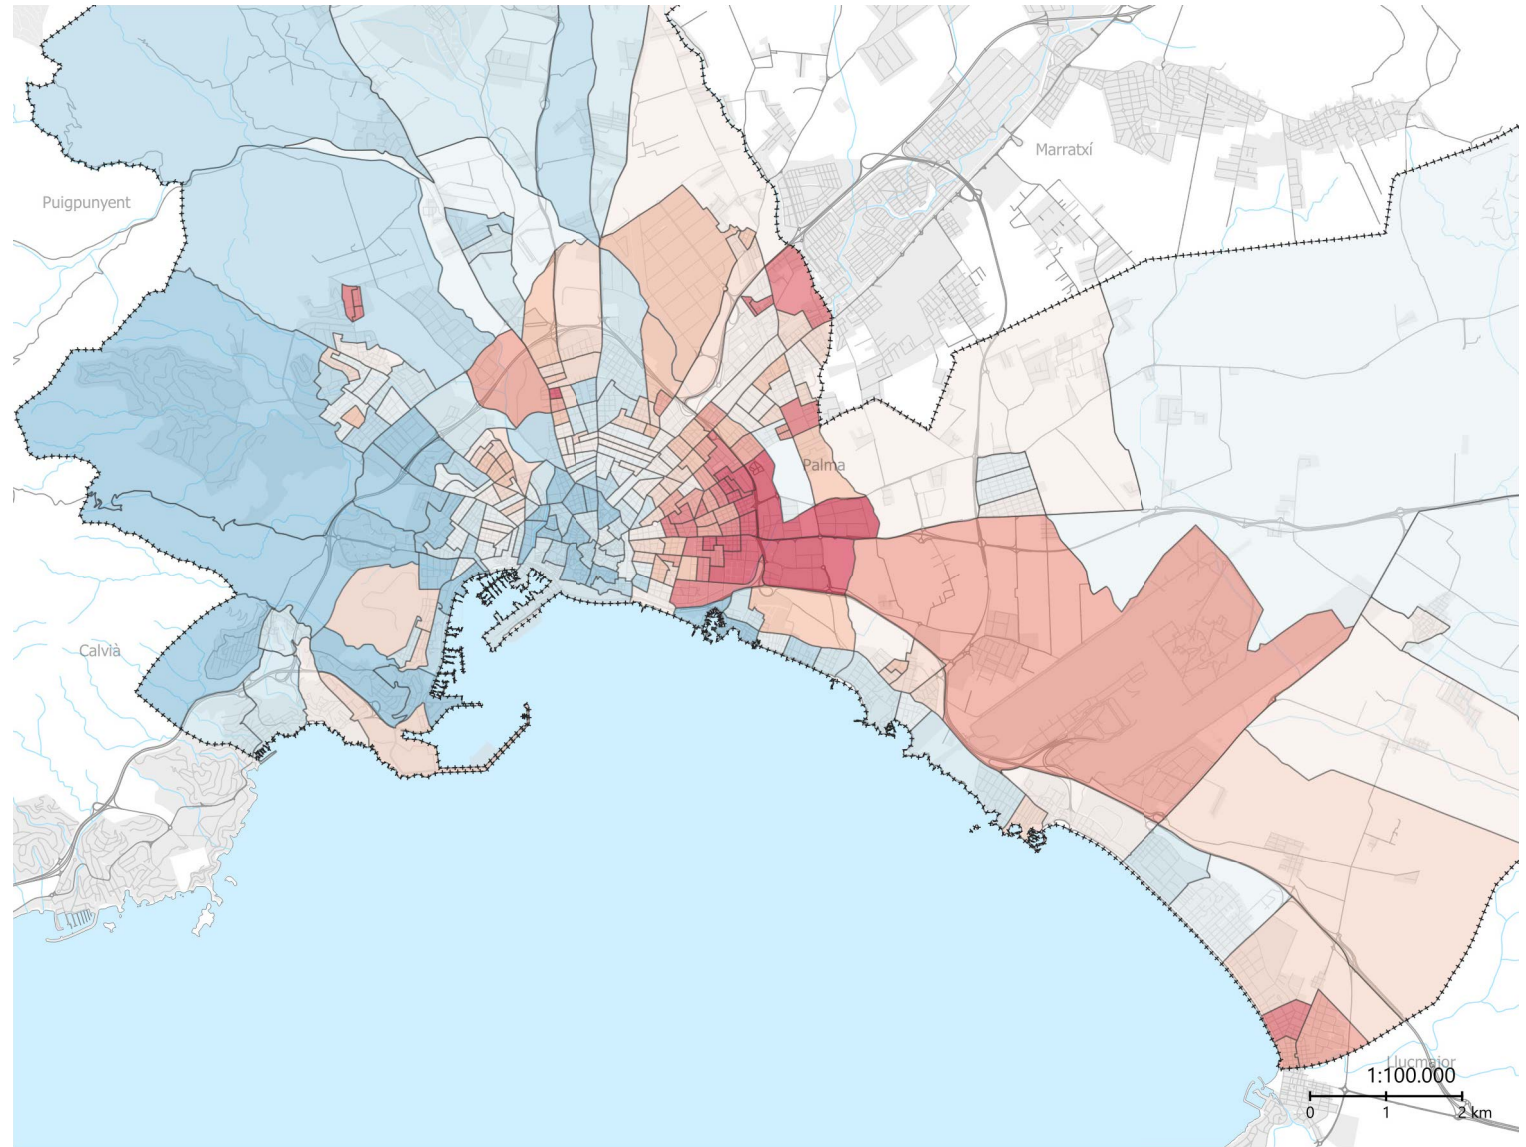 Marratxí
Puigpunyent
Palma
Calvià
Llucmajor
1:100.000
0 1 2 km